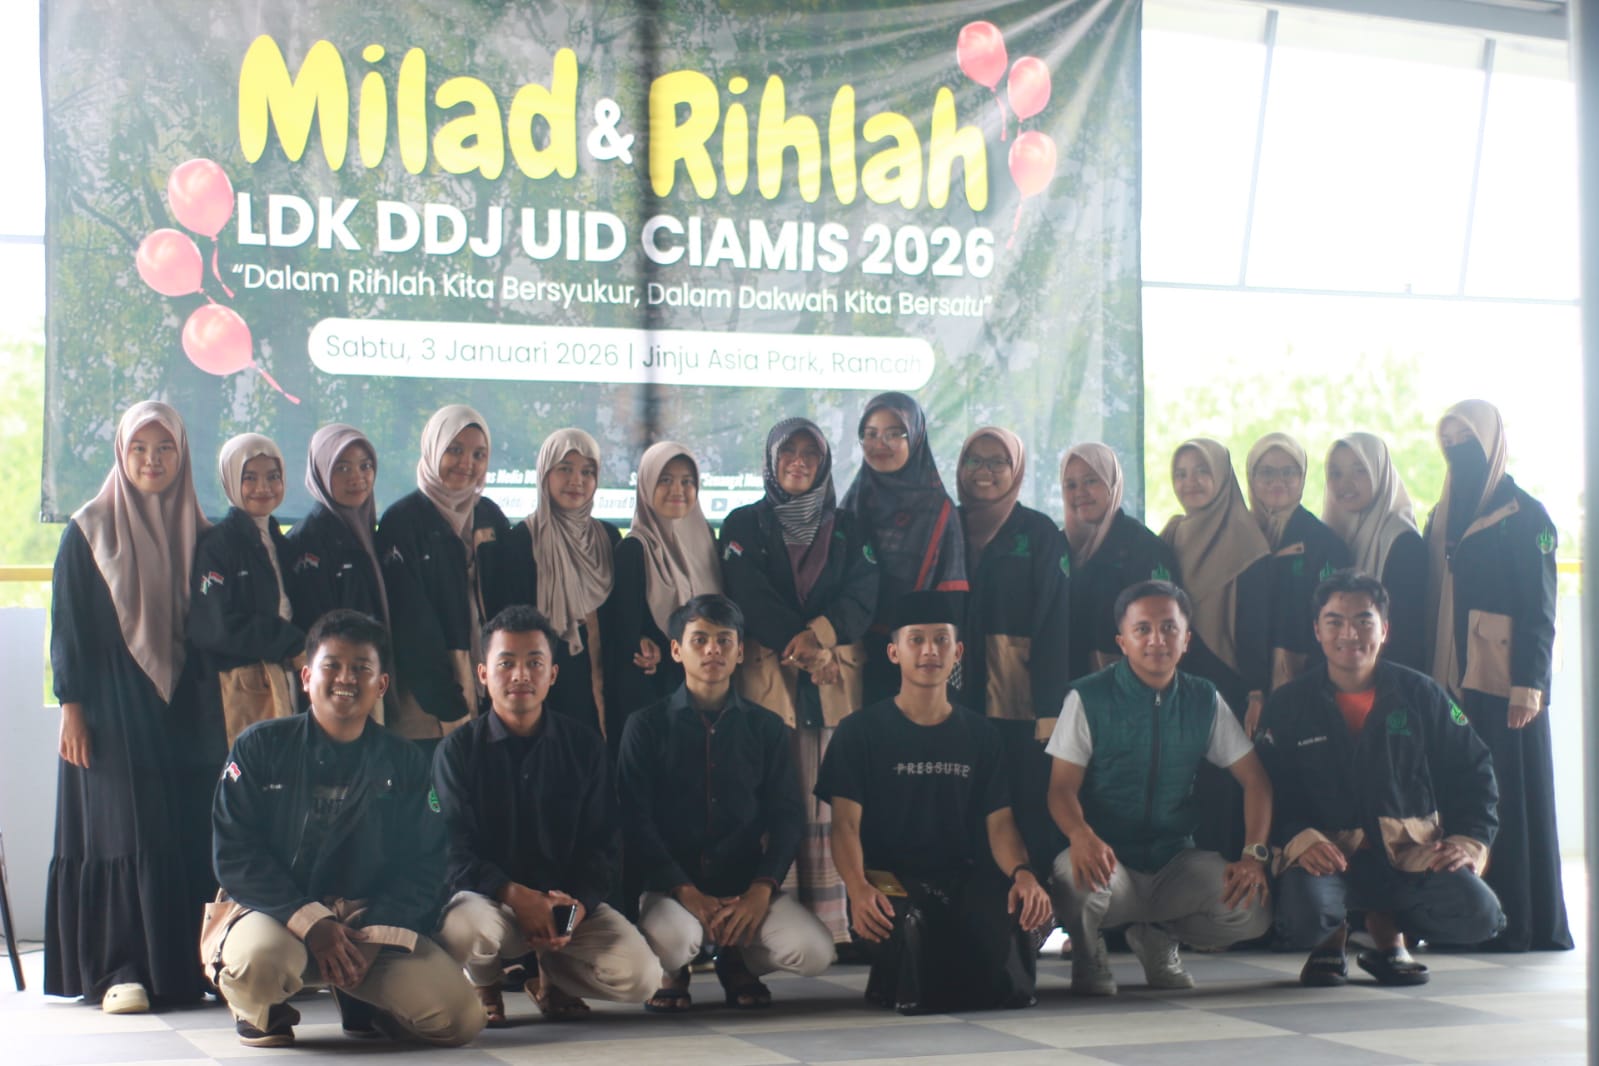 Milad & Rihlah
LDK DDJ UID CIAMIS 2026
"Dalam Rihlah Kita Bersyukur, Dalam Dakwah Kita Bersatu"
Sabtu, 3 Januari 2026 | Jinju Asia Park, Rancah
PRESSURE